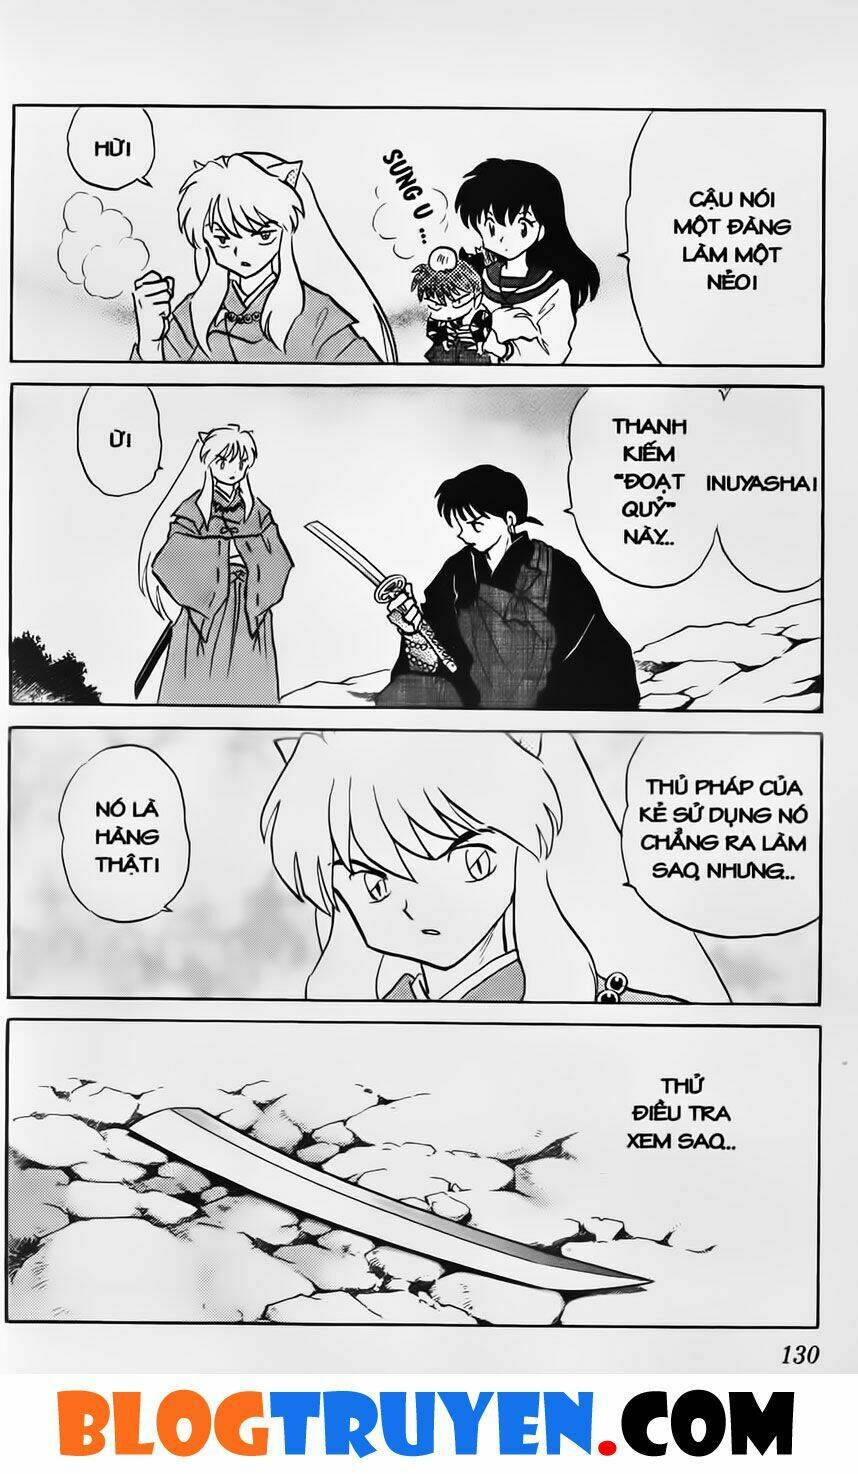 HỪ!
SƯNG U ...
CẬU NÓI
MỘT ĐÀNG
LÀM MỘT
NẺO!
Ừ!
THANH
KIẾM
"ĐOẠT
QUỶ"
NÀY...
INUYASHA!
NÓ LÀ
HÀNG
THẬT!
THỦ PHÁP CỦA
KẺ SỬ DỤNG NÓ
CHẲNG RA LÀM
SAO, NHƯNG...
THỬ
ĐIỀU TRA
XEM SAO...
130
BLOGTRUYEN.COM